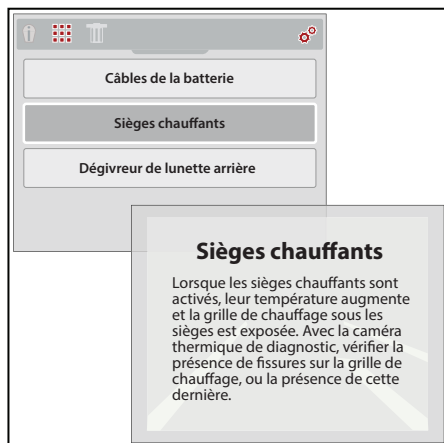 Câbles de la batterie
Sièges chauffants
Dégivreur de lunette arrière
Sièges chauffants
Lorsque les sièges chauffants sont
activés, leur température augmente
et la grille de chauffage sous les
sièges est exposée. Avec la caméra
thermique de diagnostic, vérifier la
présence de fissures sur la grille de
chauffage, ou la présence de cette
dernière.